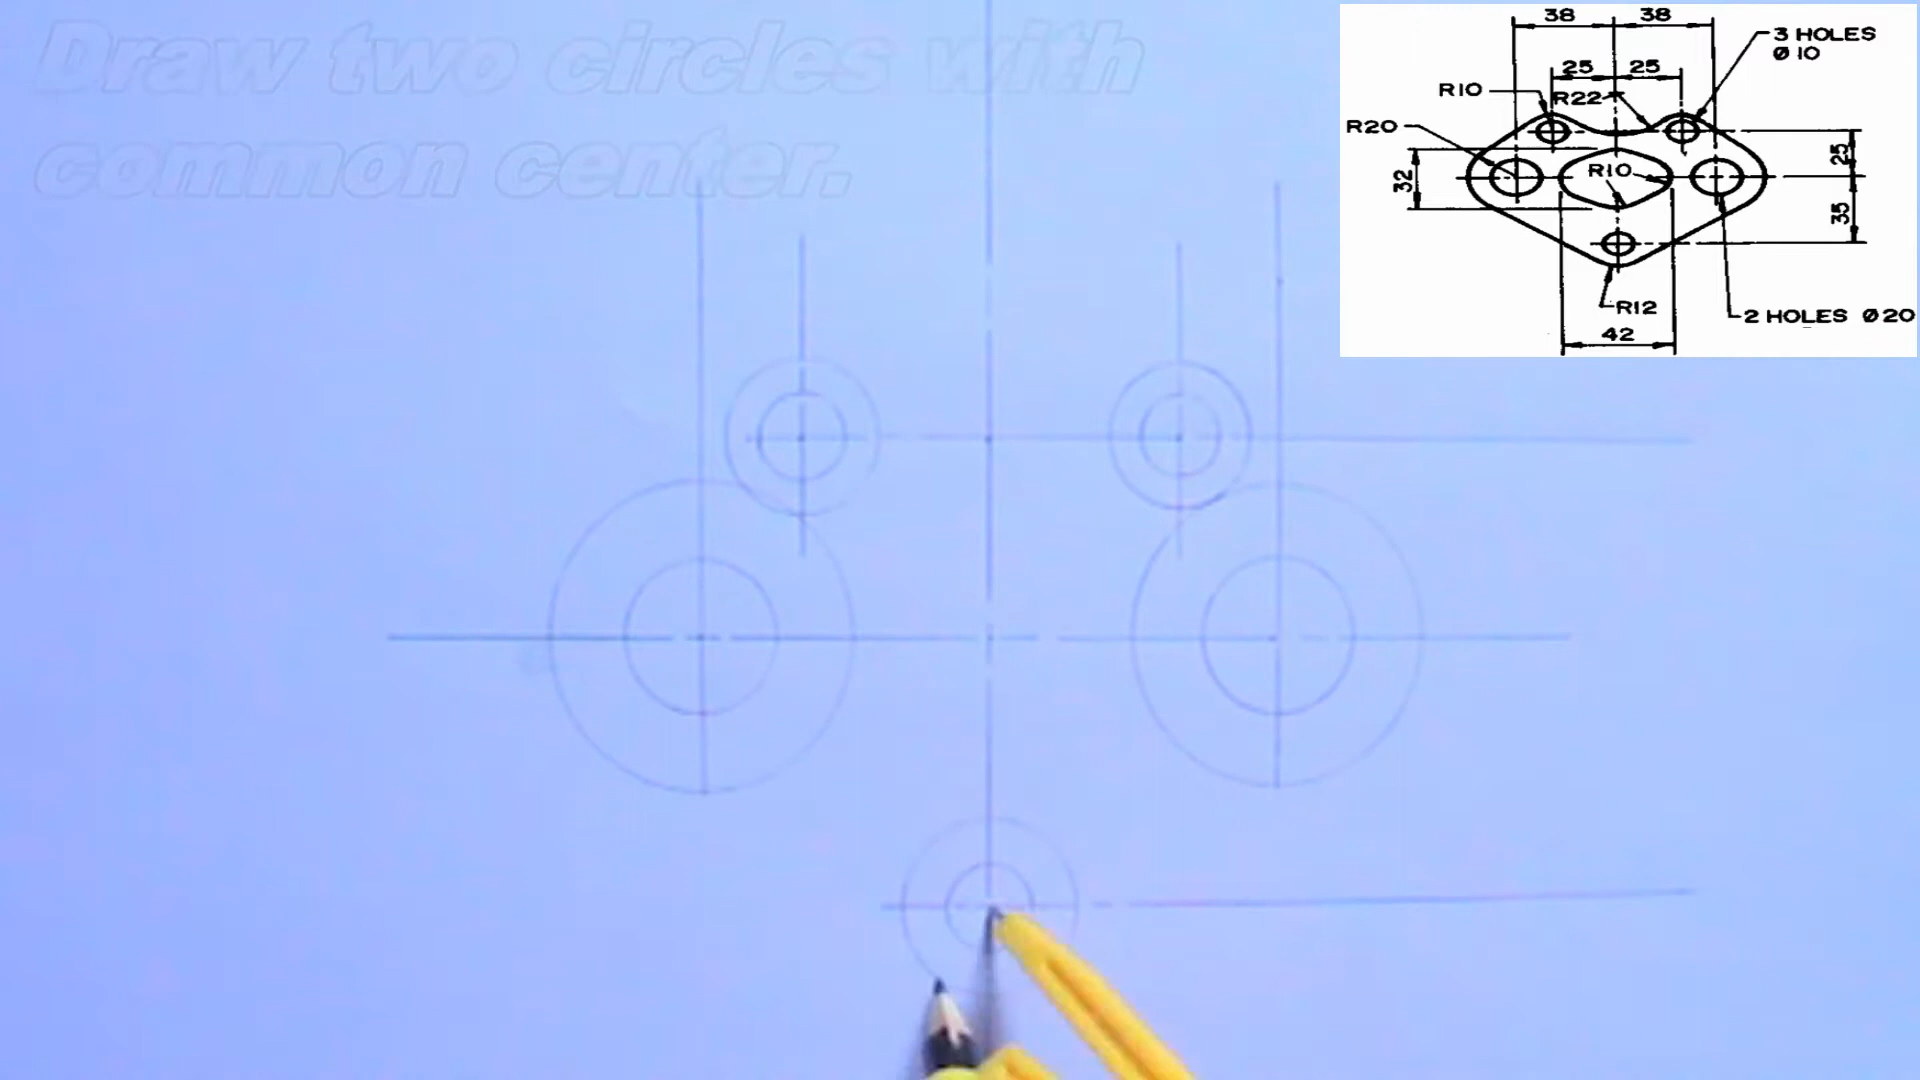 Draw two circles with
common center.
38 38
3 HOLES
Ø 10
25 25
R10
R22
R20
25
R10
32
35
R12
2 HOLES Ø 20
42